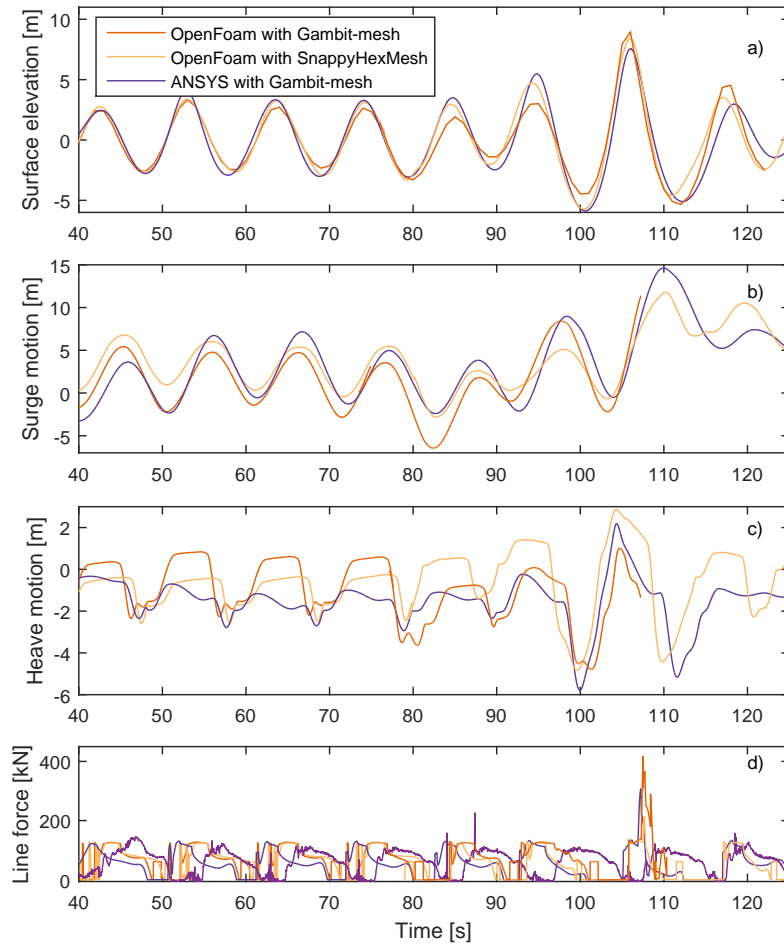 OpenFoam with Gambit-mesh
OpenFoam with SnappyHexMesh
ANSYS with Gambit-mesh
a)
Surface elevation [m]
10
5
0
-5
40 50 60 70 80 90 100 110 120
b)
Surge motion [m]
15
10
5
0
-5
40 50 60 70 80 90 100 110 120
c)
Heave motion [m]
2
0
-2
-4
-6
40 50 60 70 80 90 100 110 120
d)
Line force [kN]
400
200
0
40 50 60 70 80 90 100 110 120
Time [s]